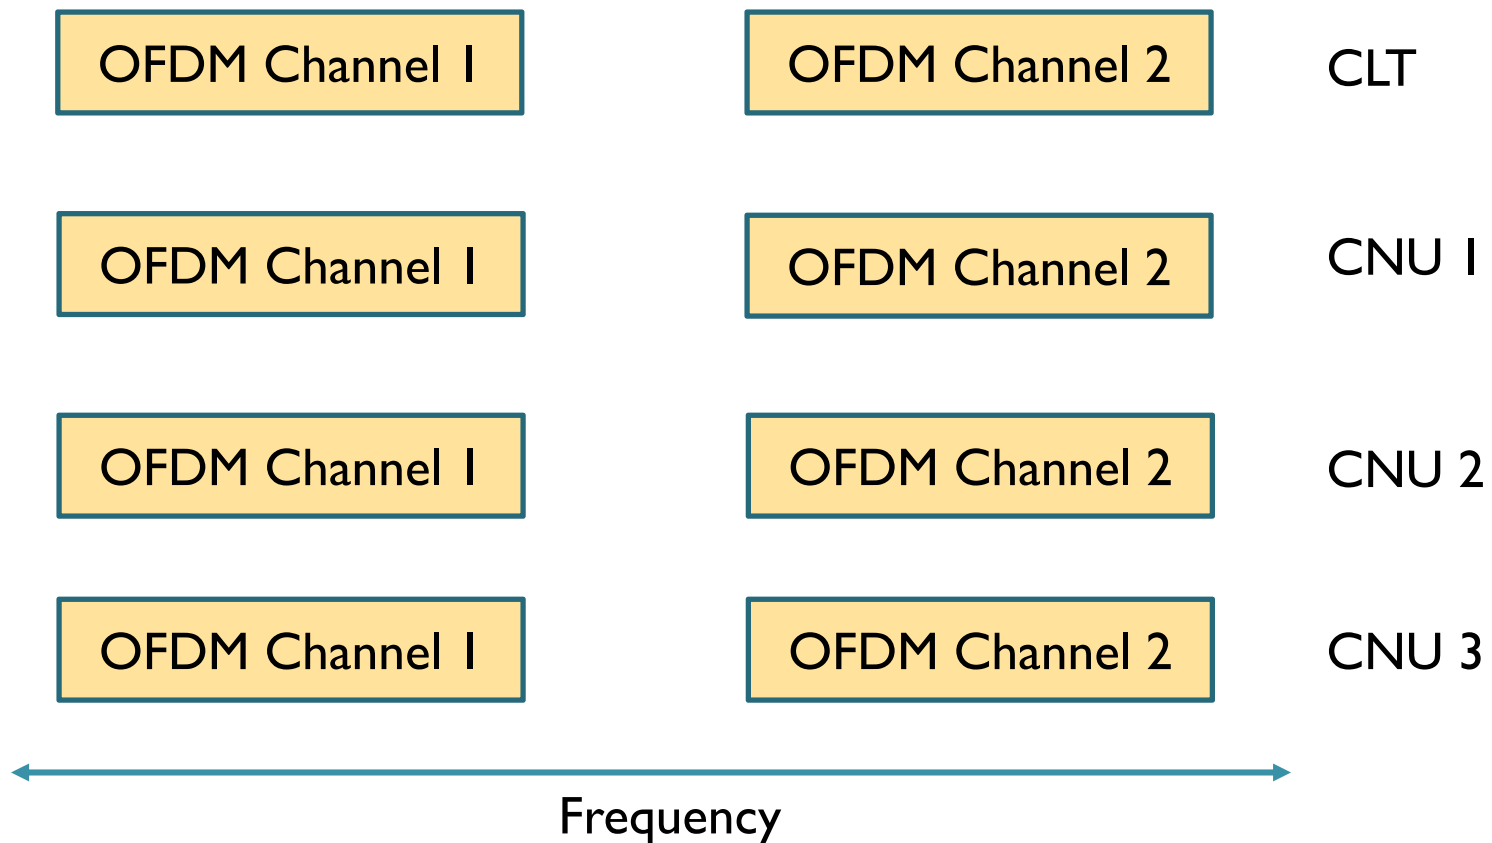 OFDM Channel 1 OFDM Channel 2 CLT
OFDM Channel 1 OFDM Channel 2 CNU 1
OFDM Channel 1 OFDM Channel 2 CNU 2
OFDM Channel 1 OFDM Channel 2 CNU 3
Frequency